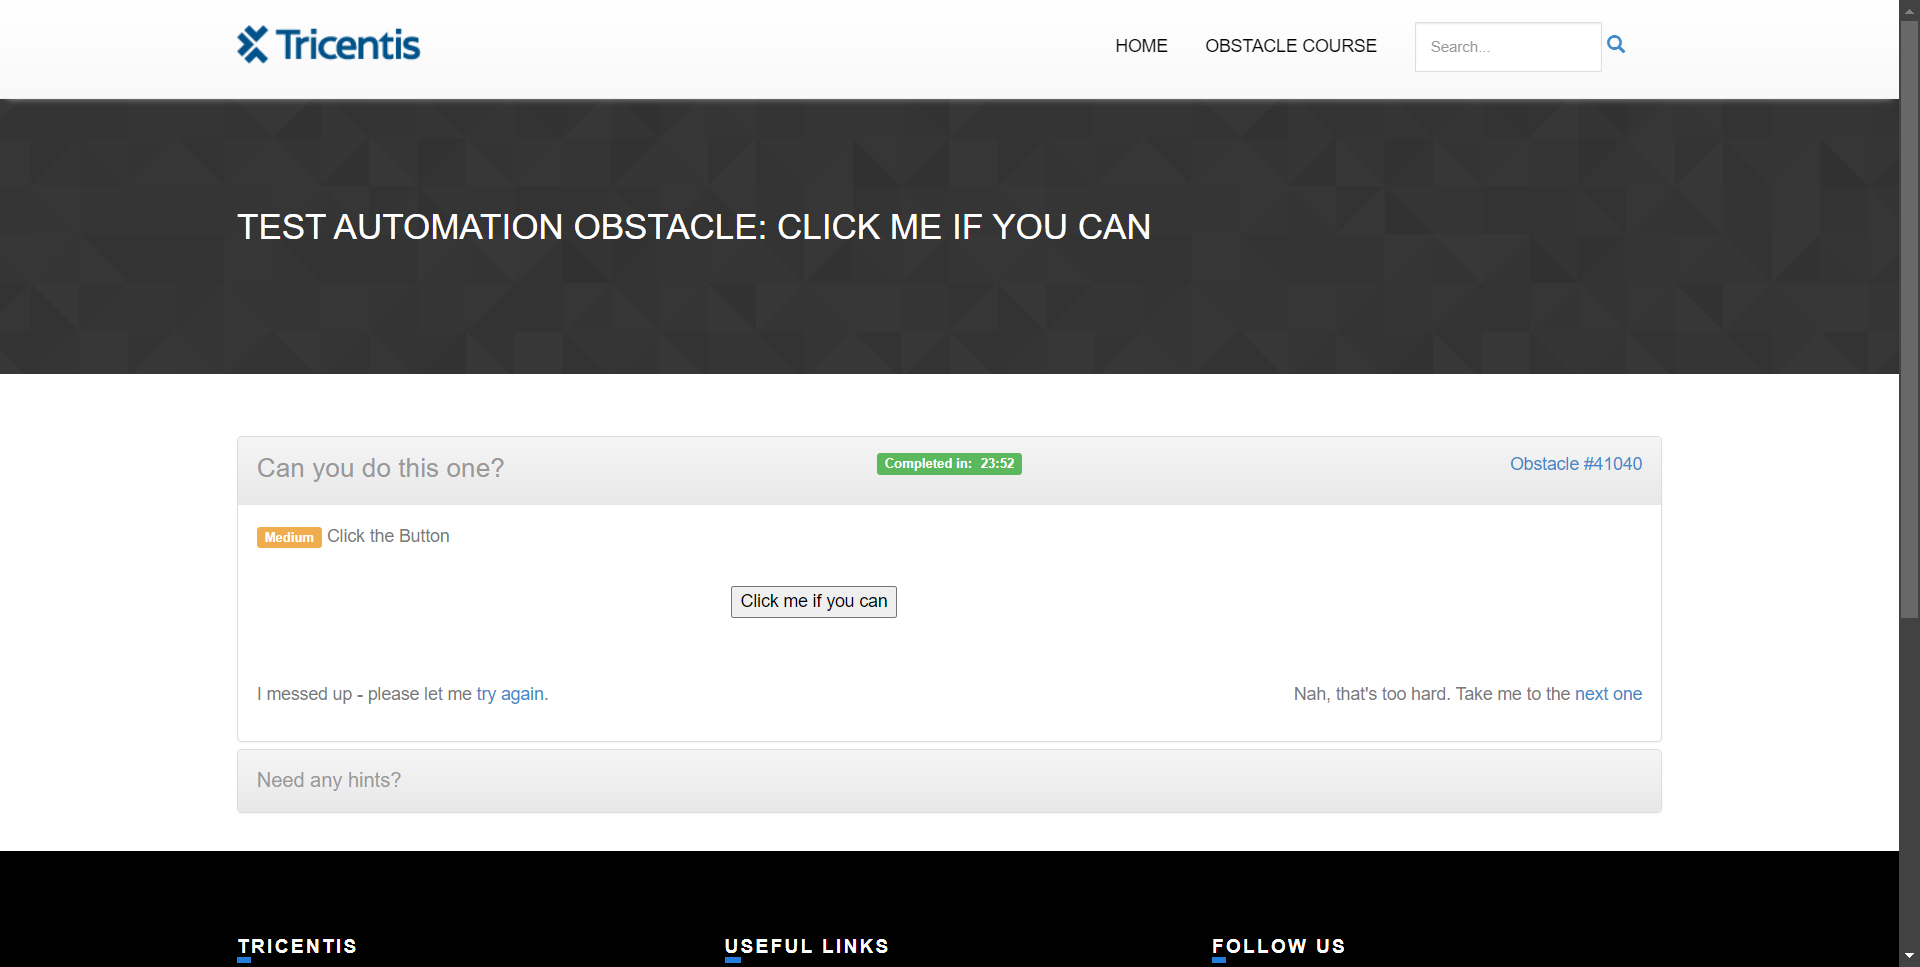 Tricentis
HOME OBSTACLE COURSE Search...
TEST AUTOMATION OBSTACLE: CLICK ME IF YOU CAN
Can you do this one? Completed in: 23:52 Obstacle #41040
Medium Click the Button
Click me if you can
I messed up - please let me try again. Nah, that's too hard. Take me to the next one
Need any hints?
TRICENTIS USEFUL LINKS FOLLOW US